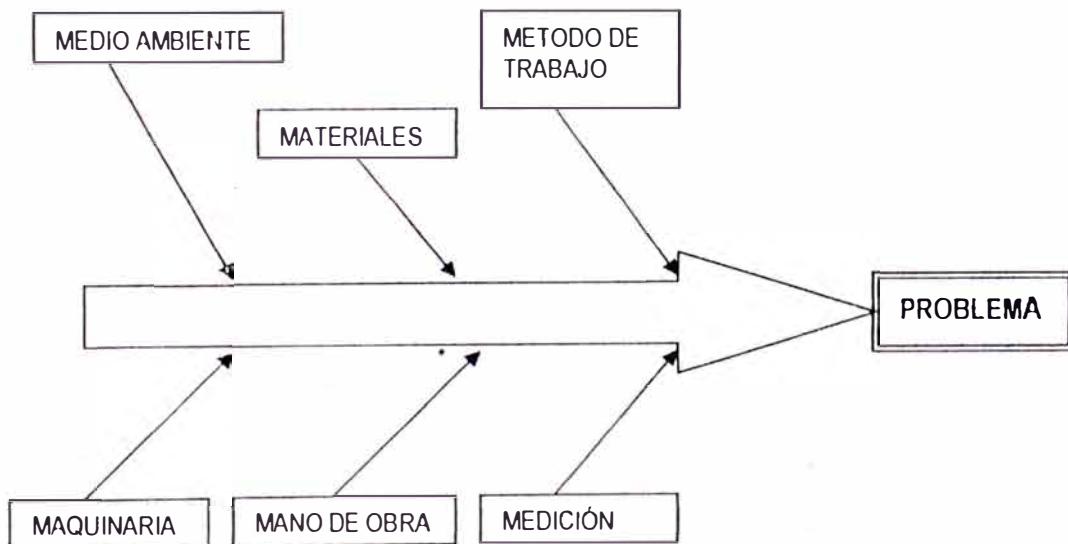 MEDIO AMBIENTE
METODO DE
TRABAJO
MATERIALES
PROBLEMA
MAQUINARIA
MANO DE OBRA
MEDICIÓN